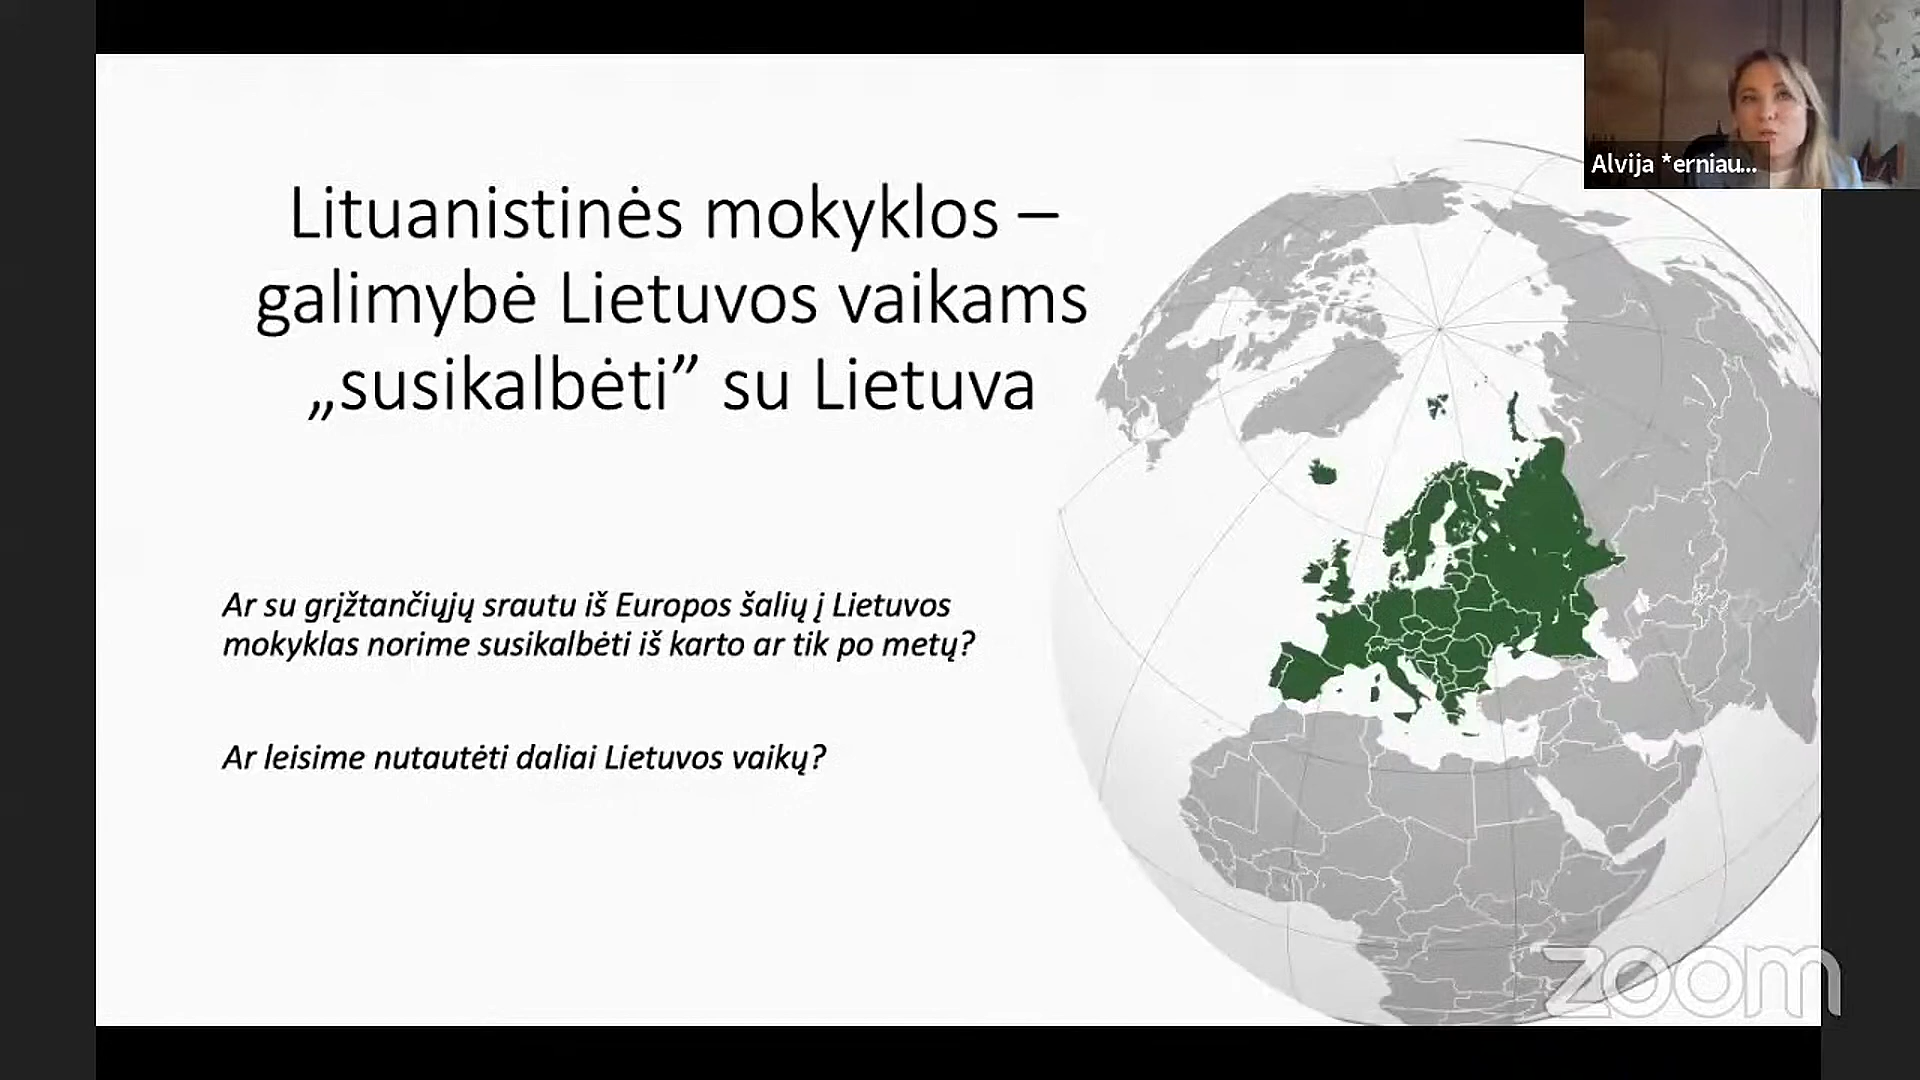 Alvija *erniau...
Lituanistinės mokyklos –
galimybė Lietuvos vaikams
„susikalbėti” su Lietuva
Ar su grįžtančiųjų srautu iš Europos šalių į Lietuvos
mokyklas norime susikalbėti iš karto ar tik po metų?
Ar leisime nutautėti daliai Lietuvos vaikų?
zoom